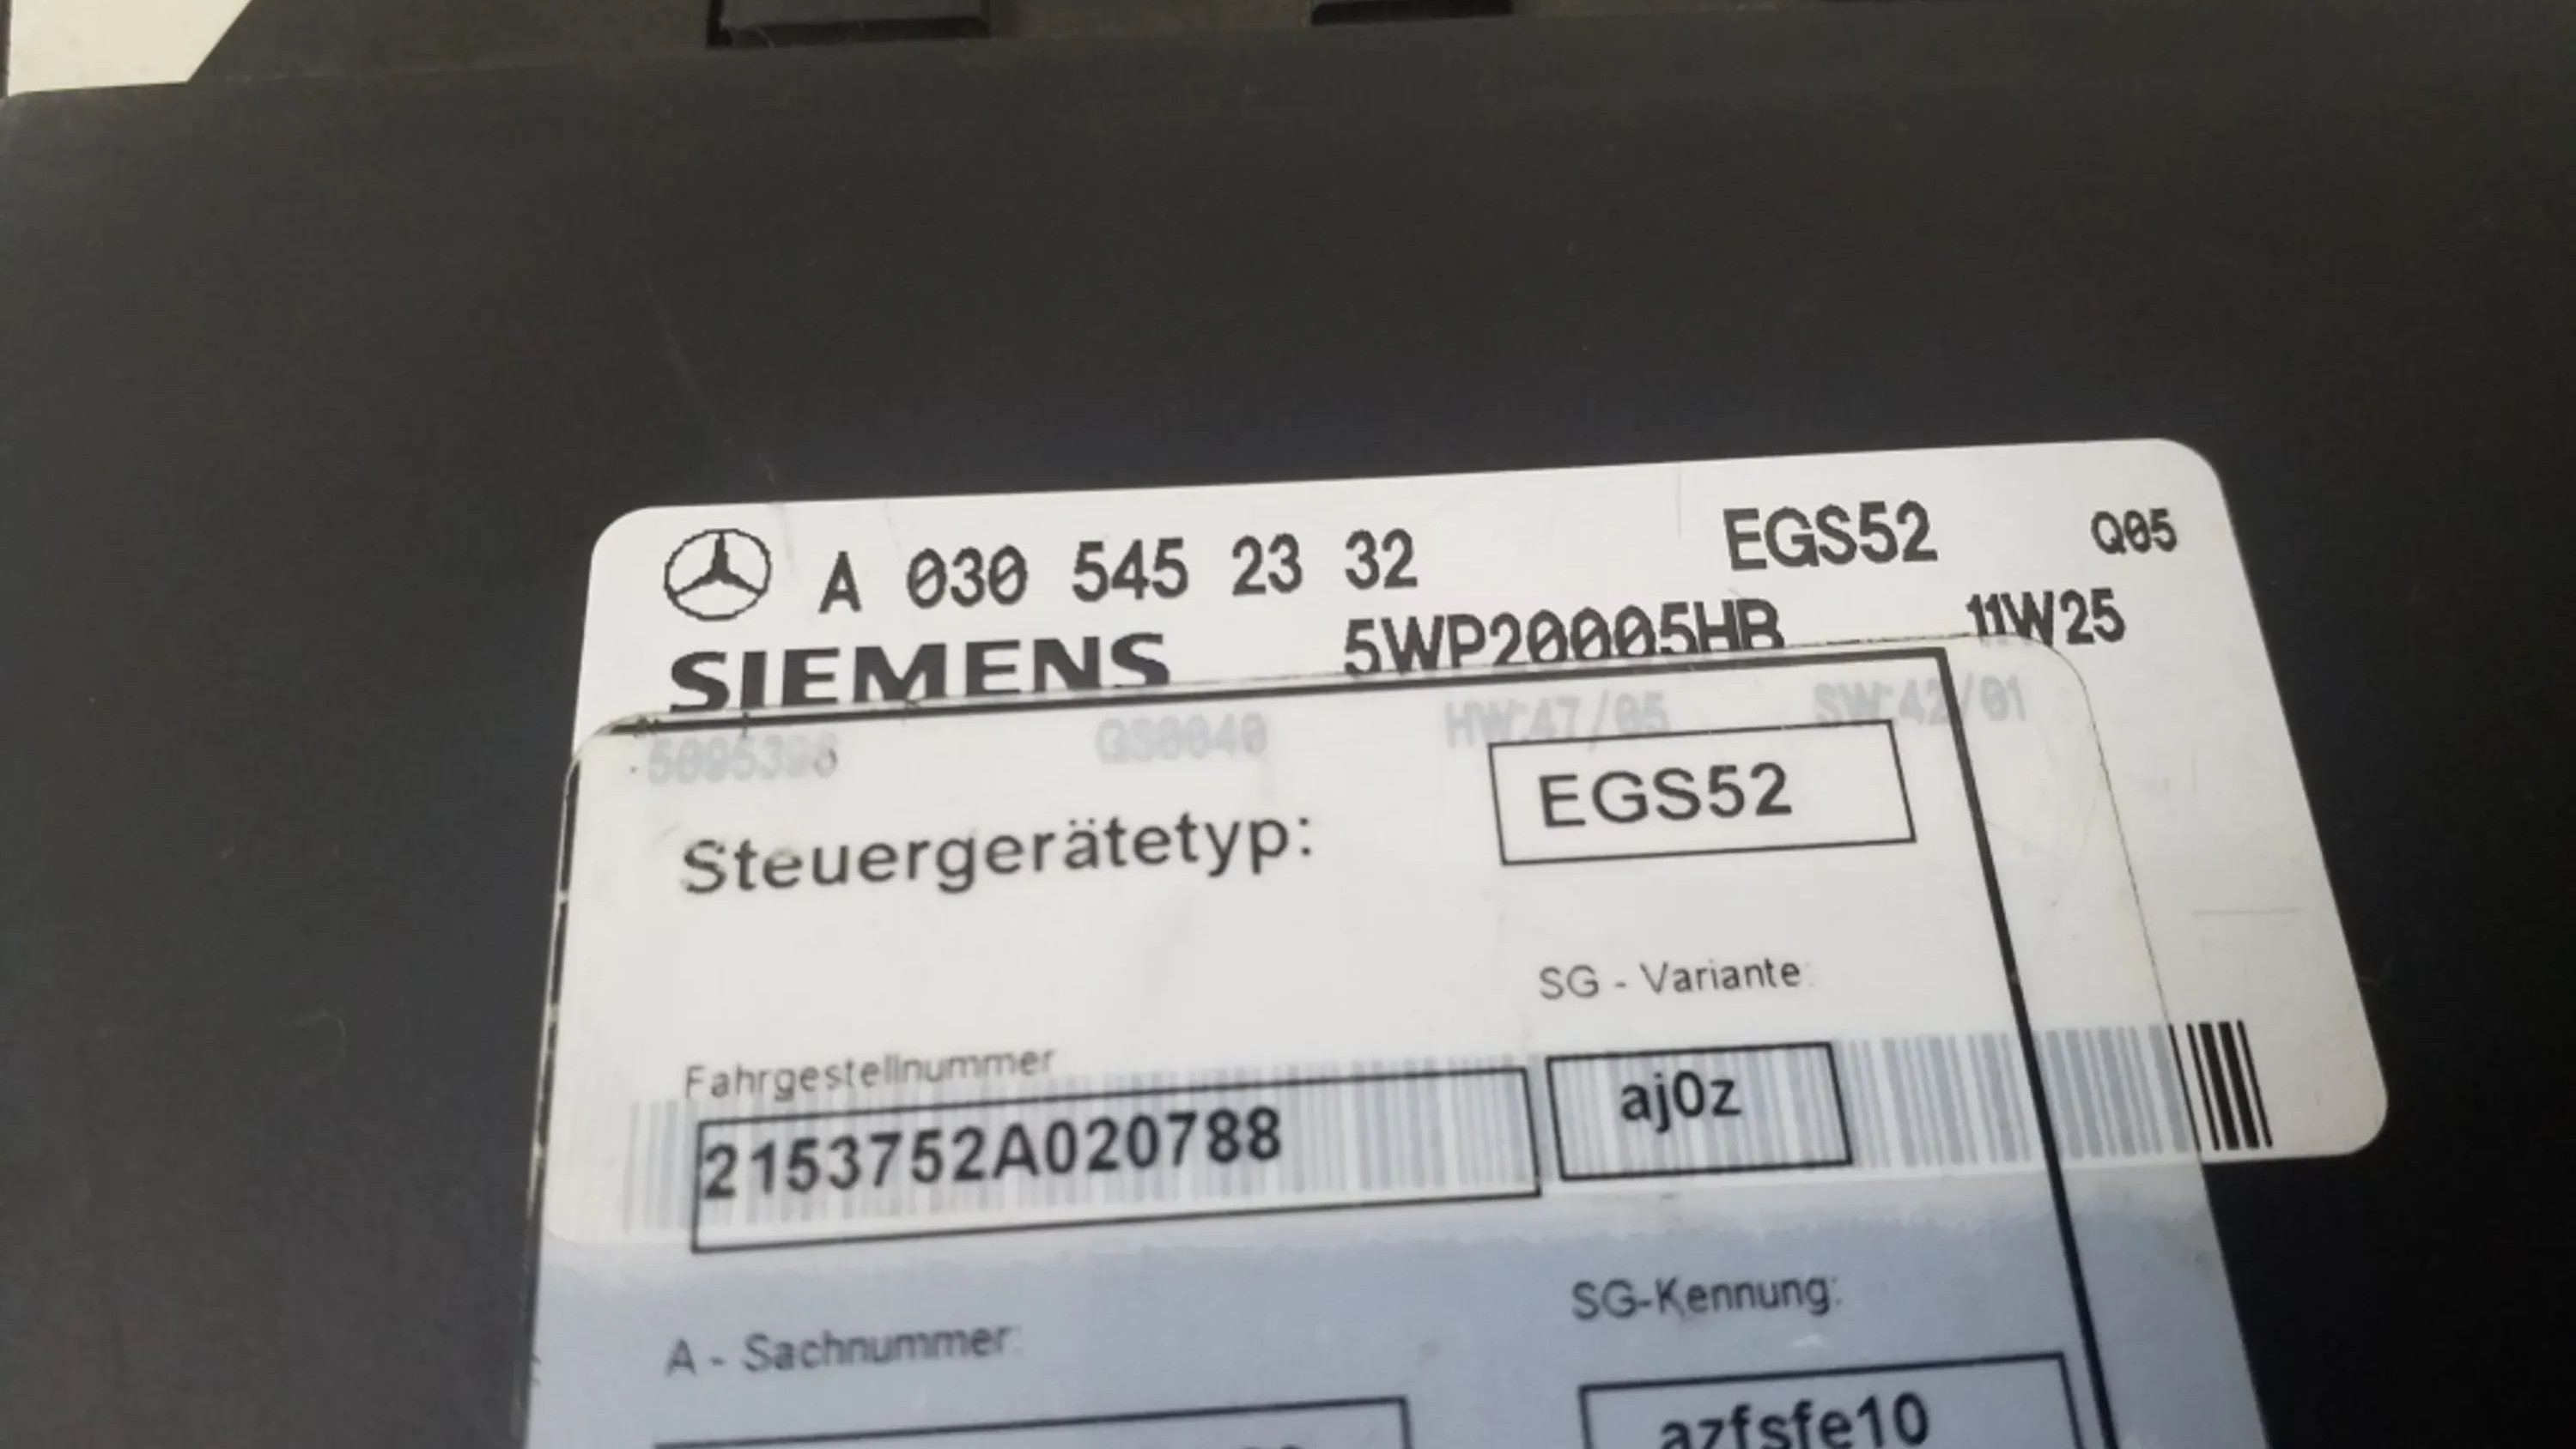 A 030 545 23 32 EGS52 Q05
SIEMENS 5WP20005HB 11W25
QS0040 HW:47/05 SW:42/01
Steuergerätetyp: EGS52
SG - Variante:
Fahrgestellnummer
2153752A020788 aj0z
SG-Kennung:
A - Sachnummer:
azfsfe10